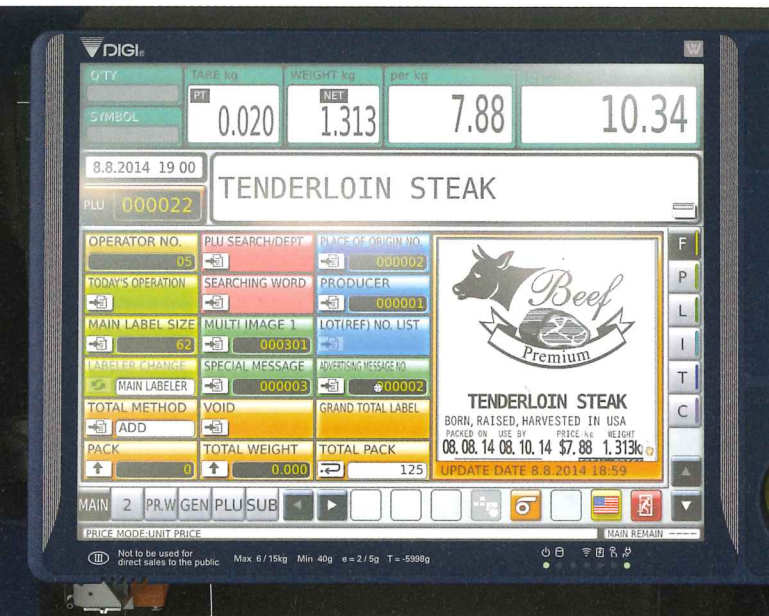 DIGI®
Q'TY TARE kg WEIGHT kg per kg
PT NET
SYMBOL 0.020 1.313 7.88 10.34
8.8.2014 19 00
TENDERLOIN STEAK
PLU 000022
OPERATOR NO. PLU SEARCH/DEPT PLACE OF ORIGIN NO. F
05 000002
TODAY'S OPERATION SEARCHING WORD PRODUCER P
000001
MAIN LABEL SIZE MULTI IMAGE 1 LOT(REF) NO. LIST L
62 000301
I
LABELER CHANGE SPECIAL MESSAGE ADVERTISING MESSAGE NO.
MAIN LABELER 000003 000002 T
TOTAL METHOD VOID GRAND TOTAL LABEL C
ADD
PACK TOTAL WEIGHT TOTAL PACK
0 0.000 125
Beef
Premium
TENDERLOIN STEAK
BORN, RAISED, HARVESTED IN USA
PACKED ON USE BY PRICE kg WEIGHT
08.08.14 08.10.14 $7.88 1.313k
UPDATE DATE 8.8.2014 18:59
MAIN 2 PR.W GEN PLU SUB
PRICE MODE:UNIT PRICE MAIN REMAIN ----
III Not to be used for
direct sales to the public Max 6 / 15kg Min 40g e = 2 / 5g T = -5998g